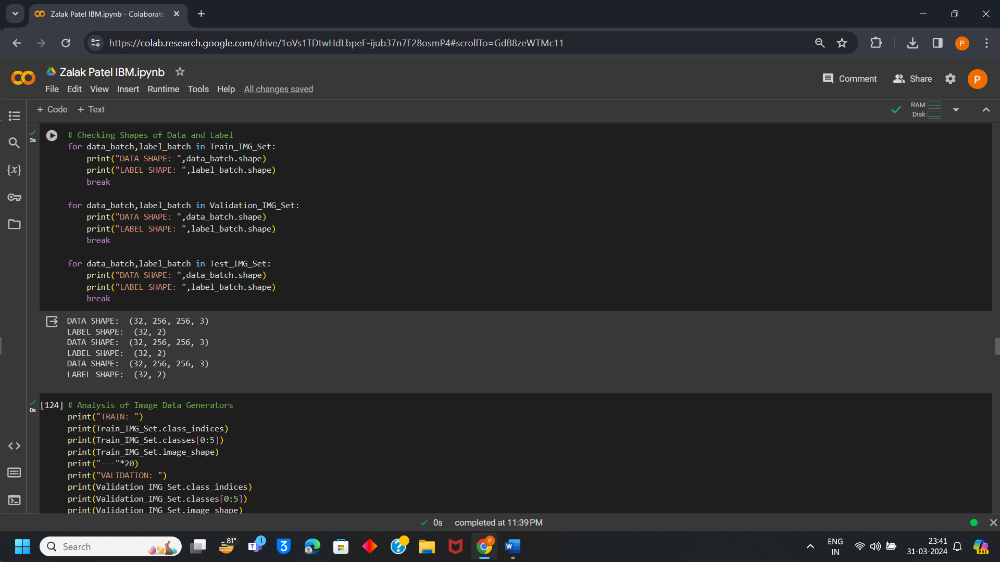 Zalak Patel IBM.ipynb - Colaborato
https://colab.research.google.com/drive/1oVs1TDtwHdLbpeF-ijub37n7F28osmP4#scrollTo=GdB8zeWTMc11
P
Zalak Patel IBM.ipynb
Comment
Share
P
File Edit View Insert Runtime Tools Help All changes saved
+ Code + Text
RAM
Disk
3s
# Checking Shapes of Data and Label
for data_batch,label_batch in Train_IMG_Set:
    print("DATA SHAPE: ",data_batch.shape)
    print("LABEL SHAPE: ",label_batch.shape)
    break
for data_batch,label_batch in Validation_IMG_Set:
    print("DATA SHAPE: ",data_batch.shape)
    print("LABEL SHAPE: ",label_batch.shape)
    break
for data_batch,label_batch in Test_IMG_Set:
    print("DATA SHAPE: ",data_batch.shape)
    print("LABEL SHAPE: ",label_batch.shape)
    break
DATA SHAPE:  (32, 256, 256, 3)
LABEL SHAPE:  (32, 2)
DATA SHAPE:  (32, 256, 256, 3)
LABEL SHAPE:  (32, 2)
DATA SHAPE:  (32, 256, 256, 3)
LABEL SHAPE:  (32, 2)
0s
[124] # Analysis of Image Data Generators
print("TRAIN: ")
print(Train_IMG_Set.class_indices)
print(Train_IMG_Set.classes[0:5])
print(Train_IMG_Set.image_shape)
print("---"*20)
print("VALIDATION: ")
print(Validation_IMG_Set.class_indices)
print(Validation_IMG_Set.classes[0:5])
print(Validation_IMG_Set.image_shape)
0s completed at 11:39 PM
Search
81°
1
P
ENG
IN
23:41
31-03-2024
PRE